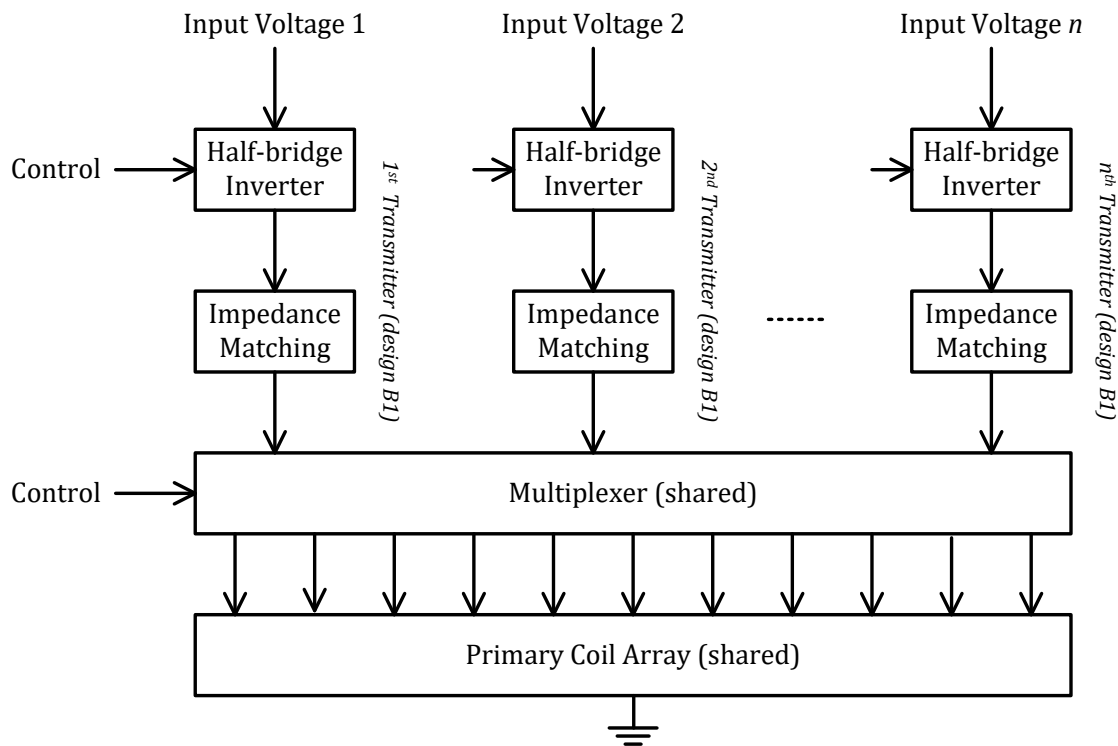 Input Voltage 1
Input Voltage 2
Input Voltage n
Control
Half-bridge
Inverter
1st Transmitter (design B1)
Half-bridge
Inverter
2nd Transmitter (design B1)
Half-bridge
Inverter
nth Transmitter (design B1)
Impedance
Matching
Impedance
Matching
......
Impedance
Matching
Control
Multiplexer (shared)
Primary Coil Array (shared)